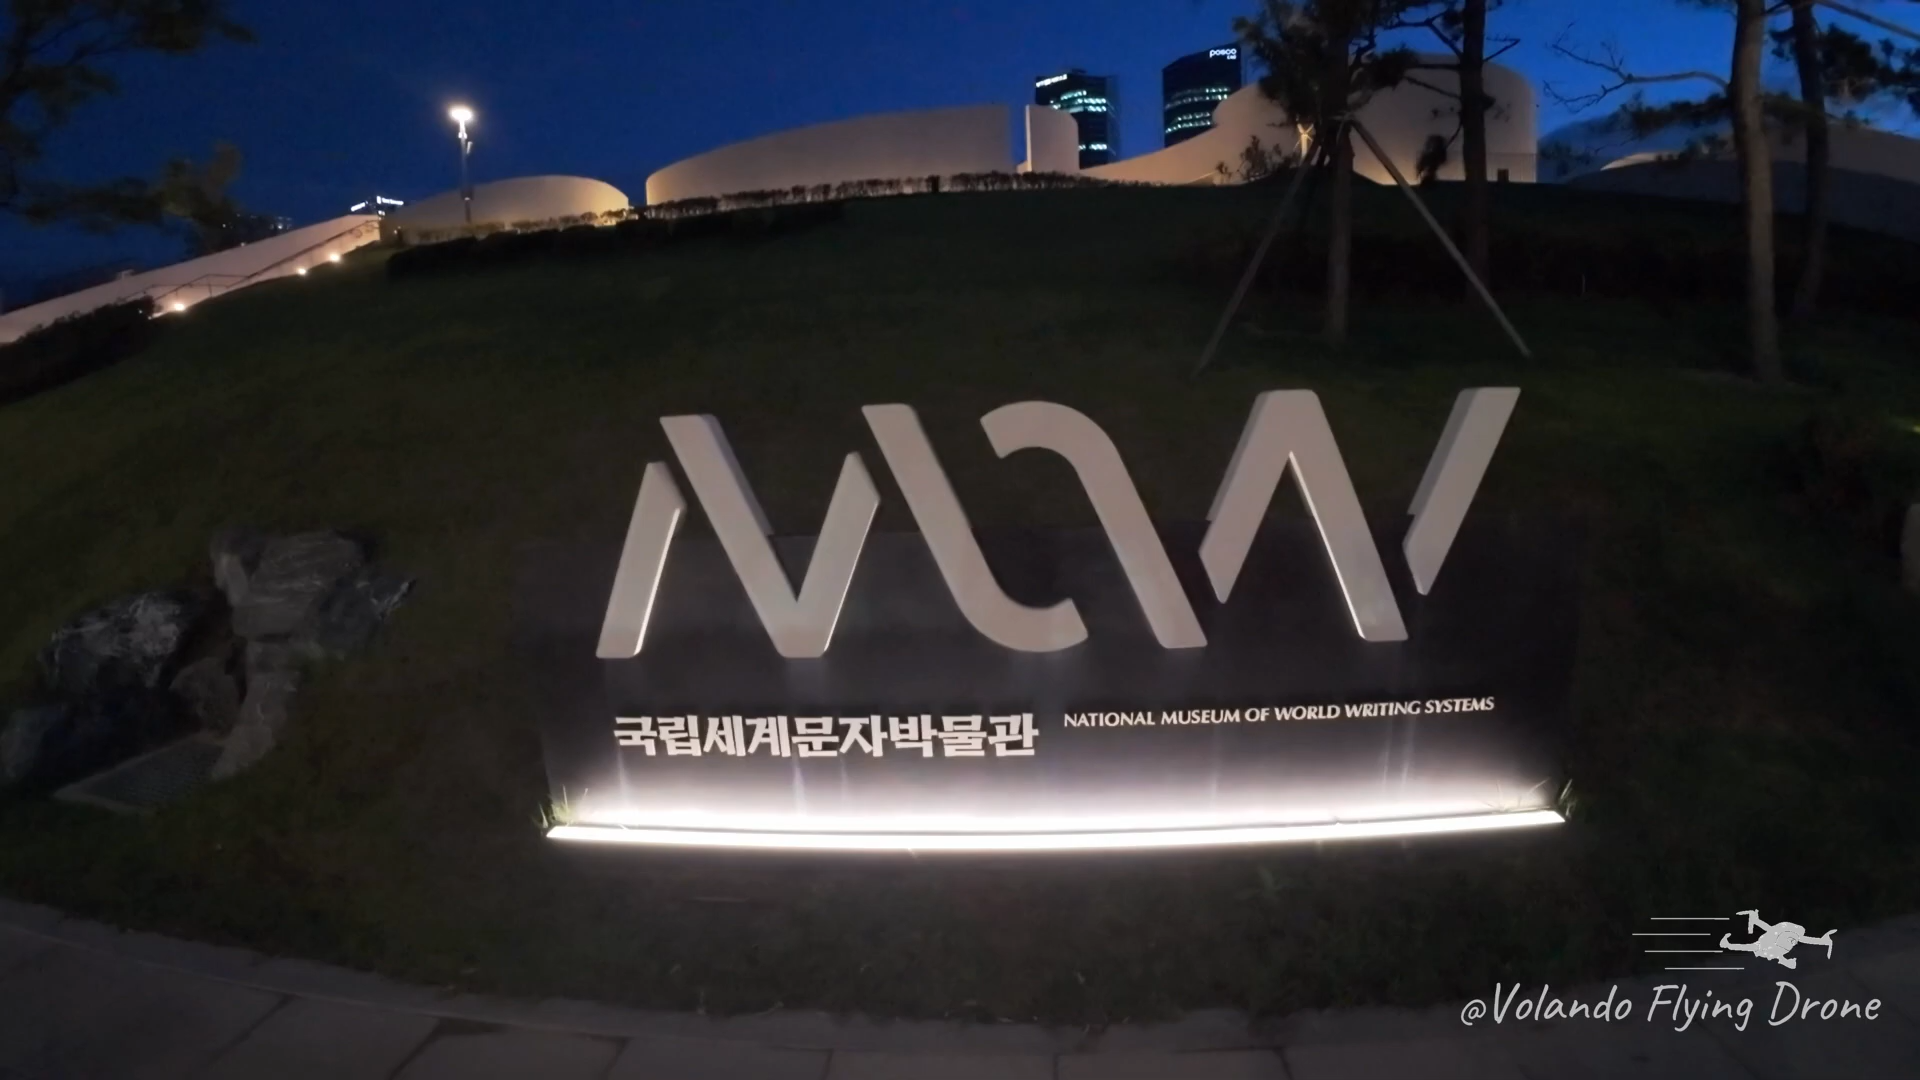 posco
MOW
국립세계문자박물관 NATIONAL MUSEUM OF WORLD WRITING SYSTEMS
@Volando Flying Drone